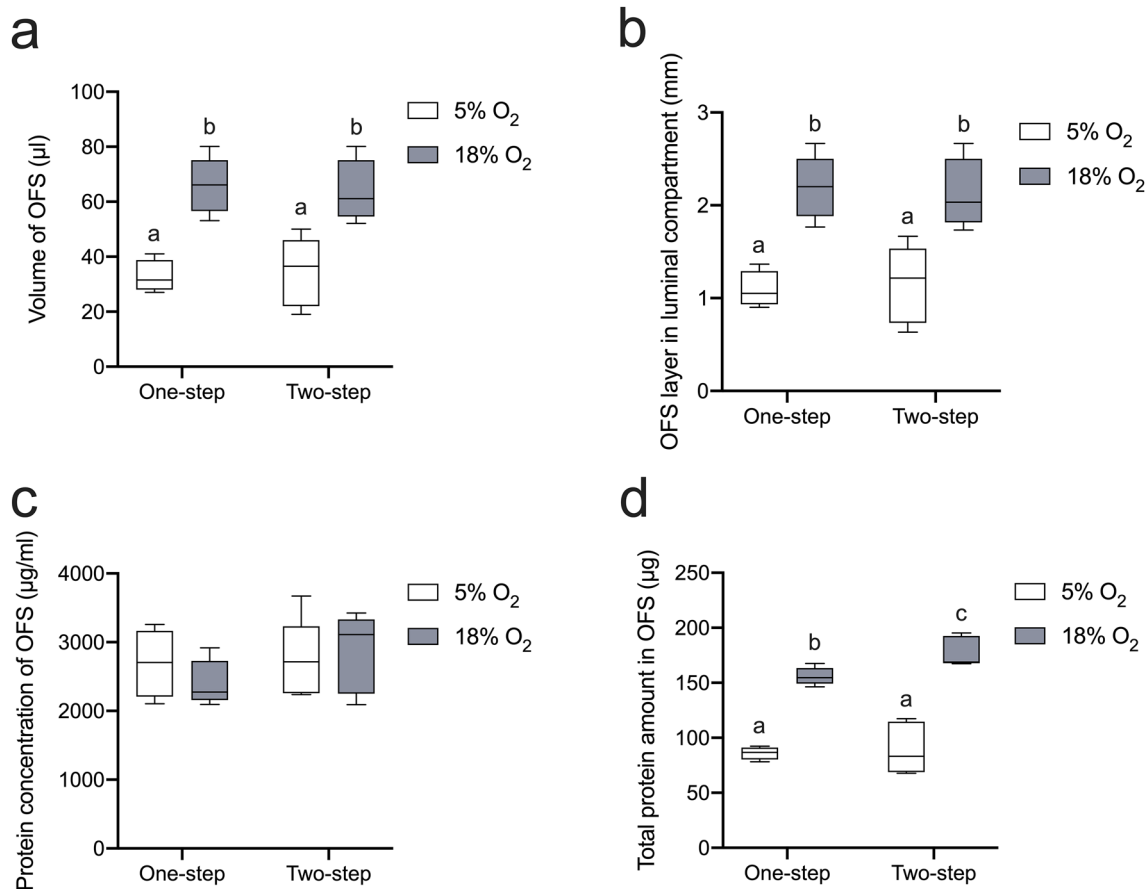 a
Volume of OFS (µl)
100
80
60
40
20
0
a
b
a
b
One-step
Two-step
5% O₂
18% O₂
b
OFS layer in luminal compartment (mm)
3
2
1
0
a
b
a
b
One-step
Two-step
5% O₂
18% O₂
c
Protein concentration of OFS (µg/ml)
4000
3000
2000
1000
0
One-step
Two-step
5% O₂
18% O₂
d
Total protein amount in OFS (µg)
250
200
150
100
50
0
a
b
a
c
One-step
Two-step
5% O₂
18% O₂